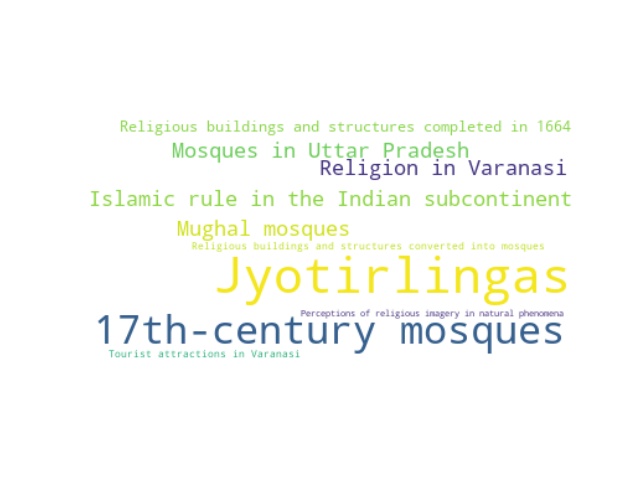 Religious buildings and structures completed in 1664
Mosques in Uttar Pradesh
Religion in Varanasi
Islamic rule in the Indian subcontinent
Mughal mosques
Religious buildings and structures converted into mosques
Jyotirlingas
Perceptions of religious imagery in natural phenomena
17th-century mosques
Tourist attractions in Varanasi